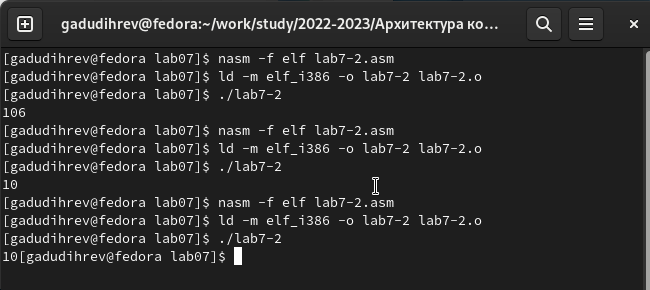 gadudihrev@fedora:~/work/study/2022-2023/Архитектура ко...
[gadudihrev@fedora lab07]$ nasm -f elf lab7-2.asm
[gadudihrev@fedora lab07]$ ld -m elf_i386 -o lab7-2 lab7-2.o
[gadudihrev@fedora lab07]$ ./lab7-2
106
[gadudihrev@fedora lab07]$ nasm -f elf lab7-2.asm
[gadudihrev@fedora lab07]$ ld -m elf_i386 -o lab7-2 lab7-2.o
[gadudihrev@fedora lab07]$ ./lab7-2
10
[gadudihrev@fedora lab07]$ nasm -f elf lab7-2.asm
[gadudihrev@fedora lab07]$ ld -m elf_i386 -o lab7-2 lab7-2.o
[gadudihrev@fedora lab07]$ ./lab7-2
10[gadudihrev@fedora lab07]$